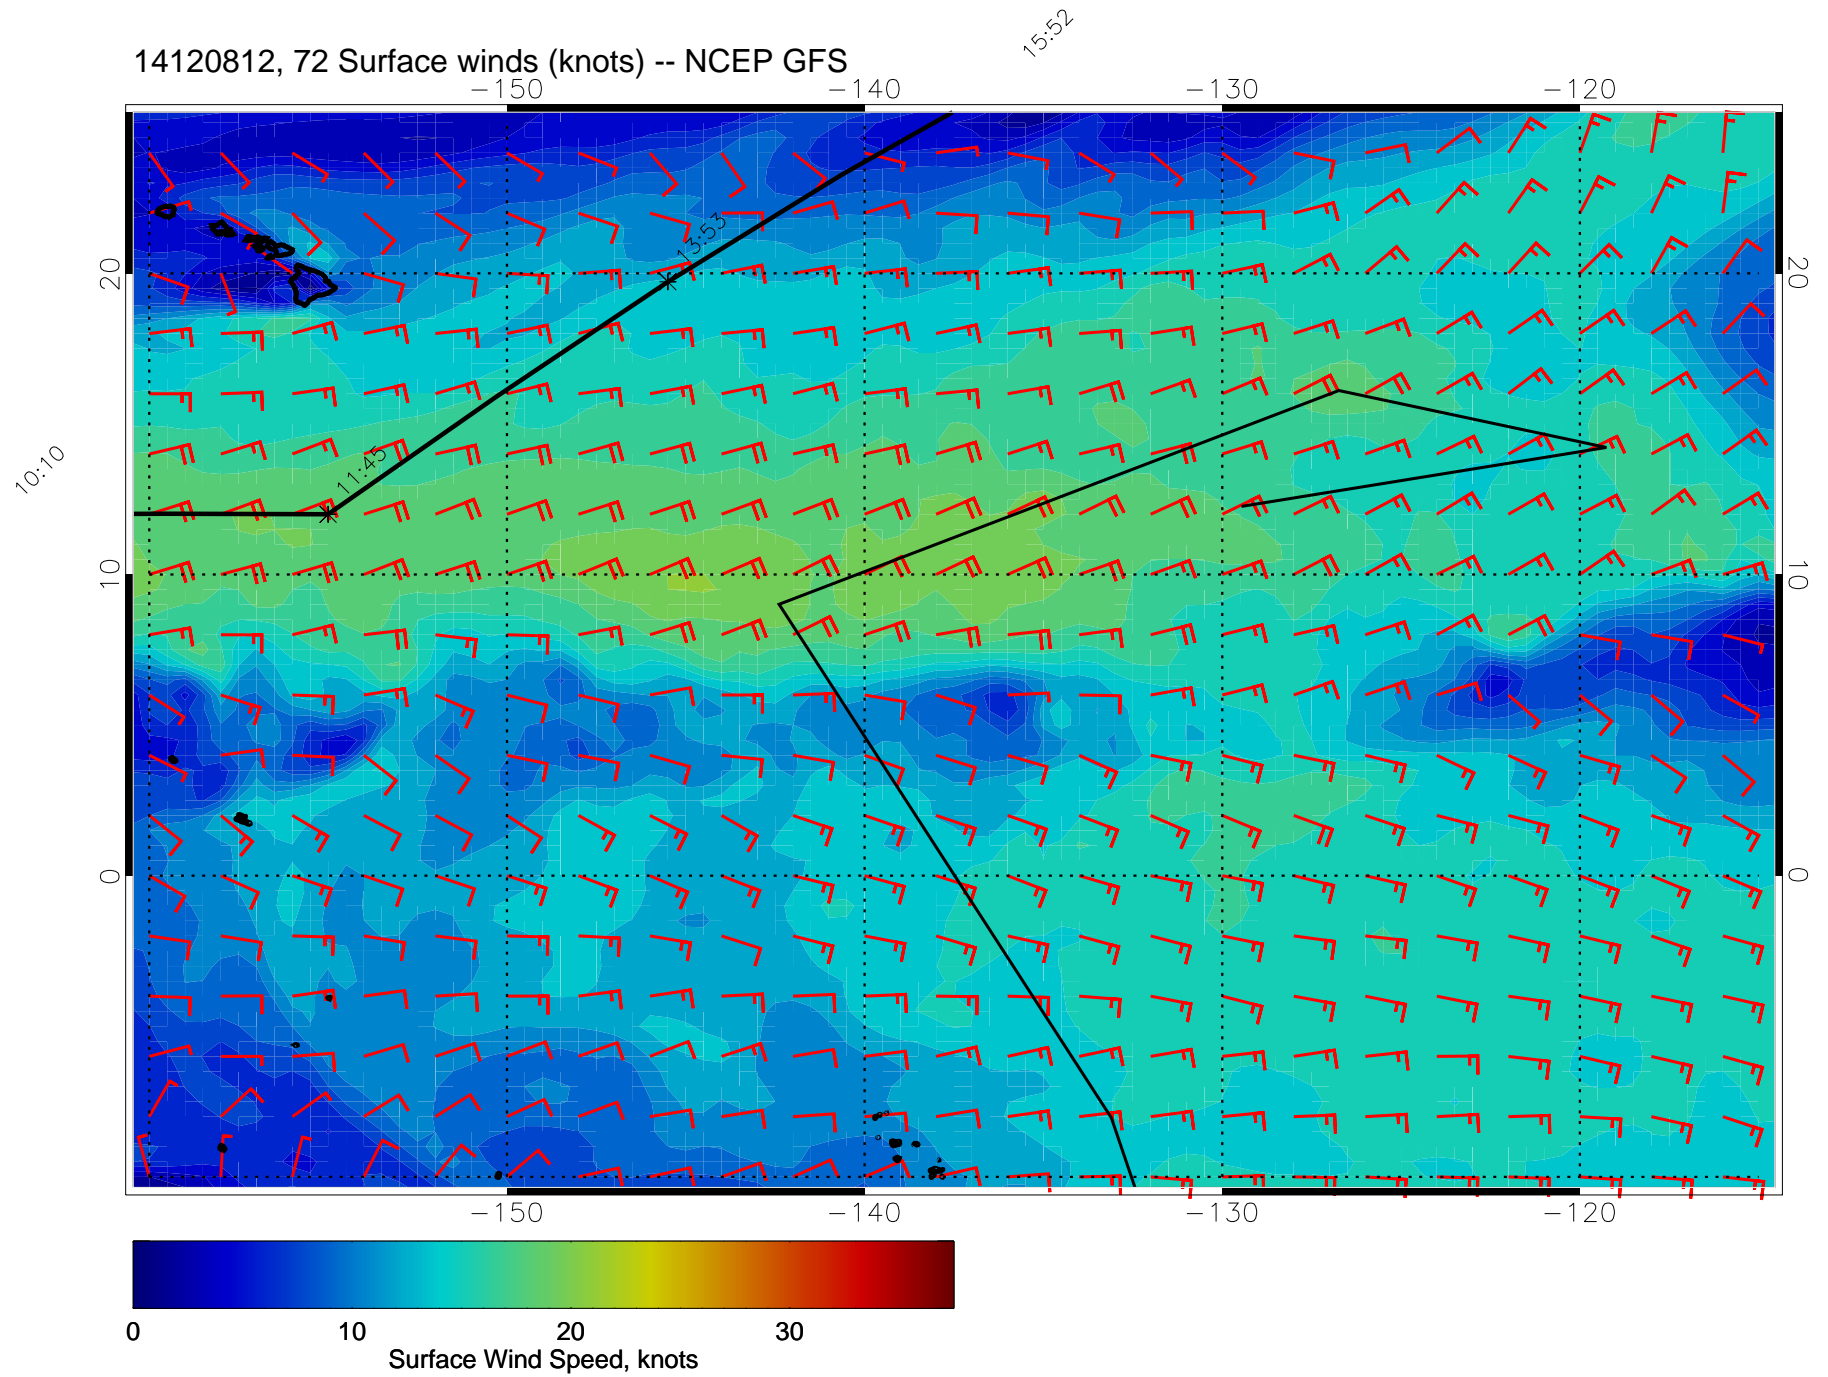 15:52
14120812, 72 Surface winds (knots) -- NCEP GFS
-150 -140 -130 -120
13:53
20 20
11:45
10:10
10 10
0 0
-150 -140 -130 -120
0 10 20 30
Surface Wind Speed, knots